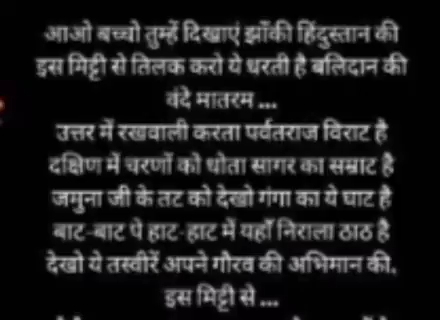 आओ बच्चो तुम्हें दिखाएं झाँकी हिंदुस्तान की
इस मिट्टी से तिलक करो ये धरती है बलिदान की
वंदे मातरम ...
उत्तर में रखवाली करता पर्वतराज विराट है
दक्षिण में चरणों को धोता सागर का सम्राट है
जमुना जी के तट को देखो गंगा का ये घाट है
बाट-बाट पे हाट-हाट में यहाँ निराला ठाठ है
देखो ये तस्वीरें अपने गौरव की अभिमान की,
इस मिट्टी से ...